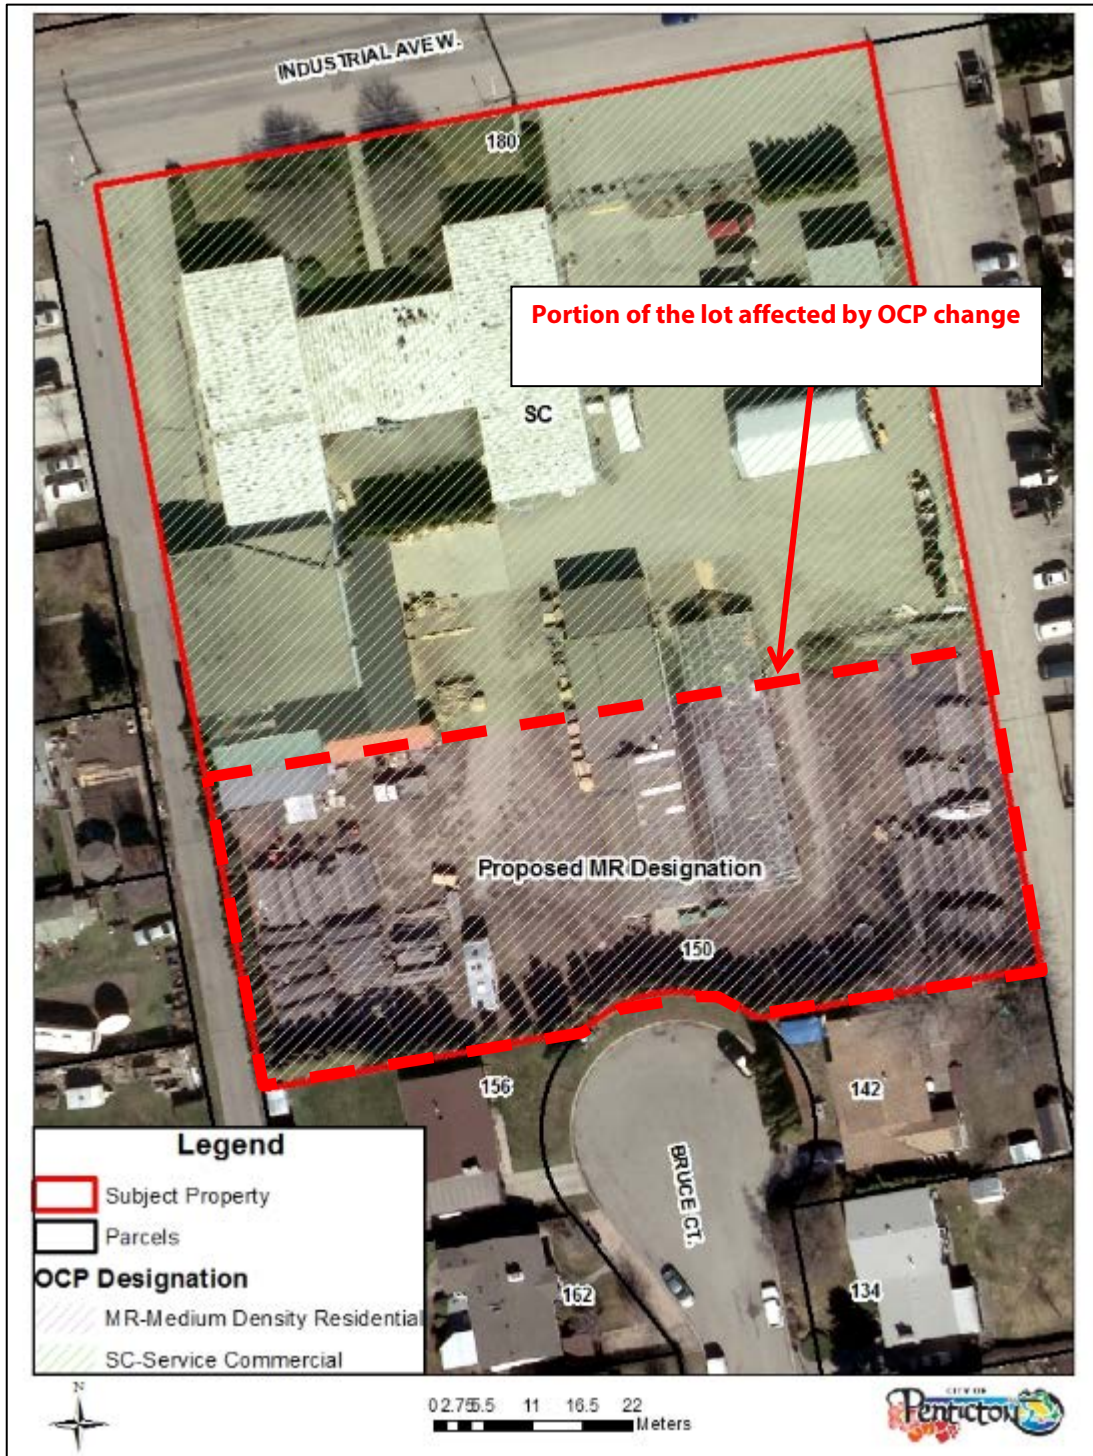 INDUSTRIAL AVE W.
180
Portion of the lot affected by OCP change
SC
Proposed MR Designation
150
156
142
BRUCE CT.
162
134
Legend
Subject Property
Parcels
OCP Designation
MR-Medium Density Residential
SC-Service Commercial
N
0 2.75 5.5 11 16.5 22
Meters
CITY OF
Penticton